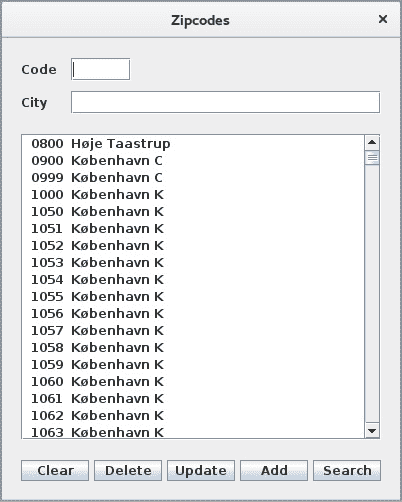 Zipcodes
Code
City
0800 Høje Taastrup
0900 København C
0999 København C
1000 København K
1050 København K
1051 København K
1052 København K
1053 København K
1054 København K
1055 København K
1056 København K
1057 København K
1058 København K
1059 København K
1060 København K
1061 København K
1062 København K
1063 København K
Clear Delete Update Add Search